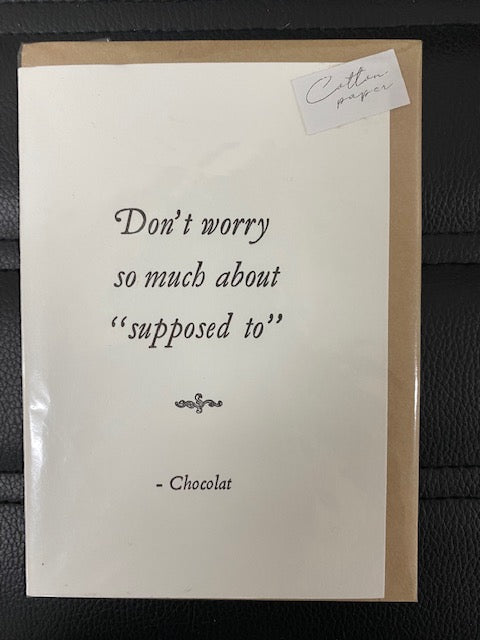 Cotton
paper
Don't worry
so much about
“supposed to”
- Chocolat